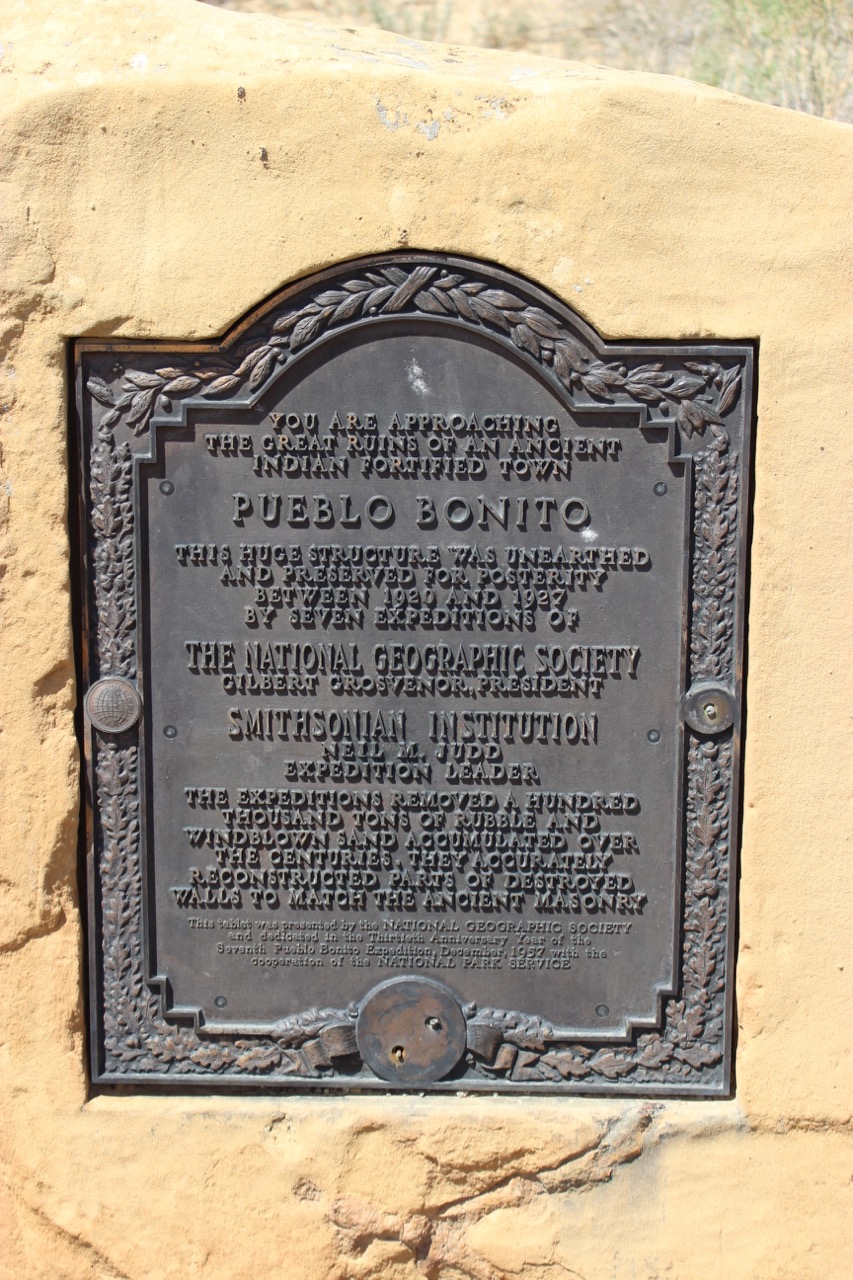 YOU ARE APPROACHING
THE GREAT RUINS OF AN ANCIENT
INDIAN FORTIFIED TOWN
PUEBLO BONITO
THIS HUGE STRUCTURE WAS UNEARTHED
AND PRESERVED FOR POSTERITY
BETWEEN 1920 AND 1927
BY SEVEN EXPEDITIONS OF
THE NATIONAL GEOGRAPHIC SOCIETY
GILBERT GROSVENOR, PRESIDENT
SMITHSONIAN INSTITUTION
NEIL M. JUDD
EXPEDITION LEADER
THE EXPEDITIONS REMOVED A HUNDRED
THOUSAND TONS OF RUBBLE AND
WINDBLOWN SAND ACCUMULATED OVER
THE CENTURIES. THEY ACCURATELY
RECONSTRUCTED PARTS OF DESTROYED
WALLS TO MATCH THE ANCIENT MASONRY
This tablet was presented by the NATIONAL GEOGRAPHIC SOCIETY
and dedicated in the Thirtieth Anniversary Year of the
Seventh Pueblo Bonito Expedition, December, 1957 with the
cooperation of the NATIONAL PARK SERVICE